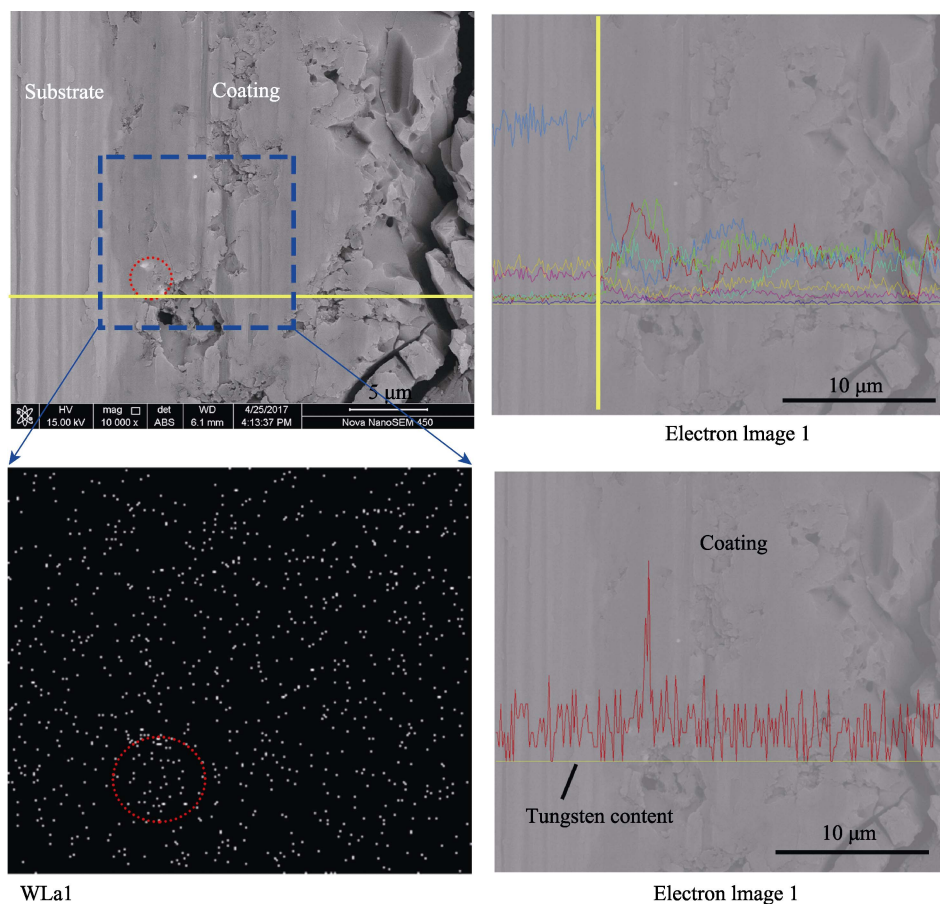 Substrate
Coating
5 µm
HV mag □ det WD 4/25/2017
15.00 kV 10 000 x ABS 6.1 mm 4:13:37 PM Nova NanoSEM 450
10 µm
Electron lmage 1
WLa1
Coating
Tungsten content
10 µm
Electron lmage 1